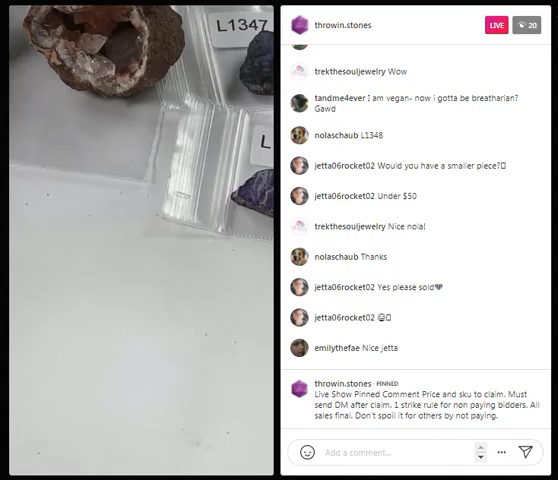 L1347
L
throwin.stones
LIVE
20
trekthesouljewelry Wow
tandme4ever I am vegan- now i gotta be breatharian?
Gawd
nolaschaub L1348
jetta06rocket02 Would you have a smaller piece?
jetta06rocket02 Under $50
trekthesouljewelry Nice nola!
nolaschaub Thanks
jetta06rocket02 Yes please sold
jetta06rocket02
emilythefae Nice Jetta
throwin.stones · PINNED
Live Show Pinned Comment Price and sku to claim. Must
send DM after claim. 1 strike rule for non paying bidders. All
sales final. Don't spoil it for others by not paying.
Add a comment...